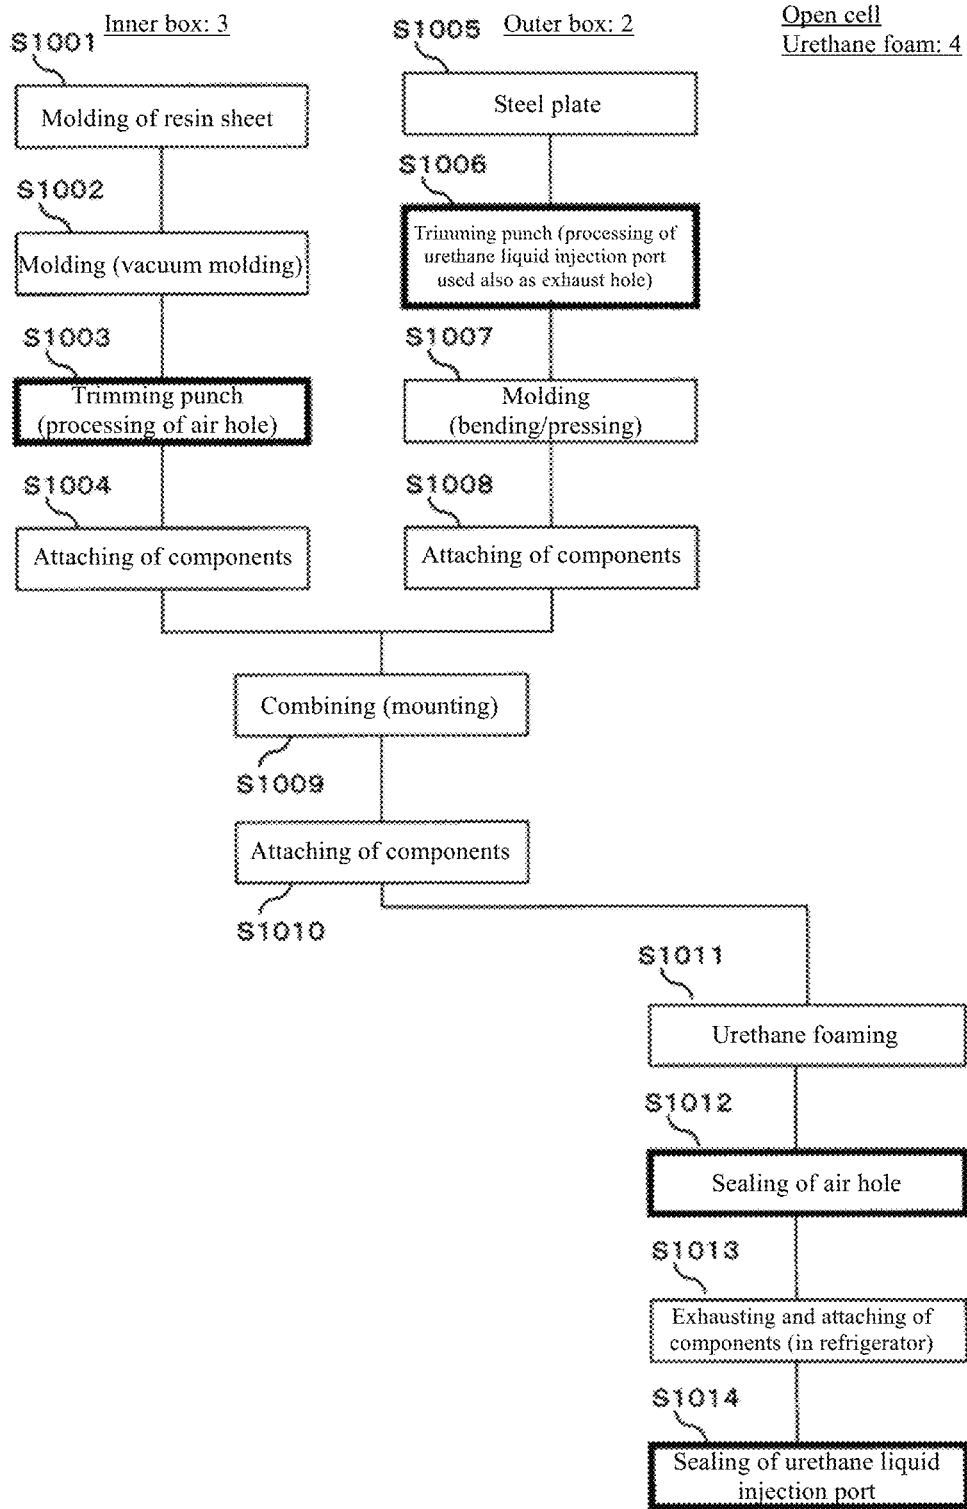 Inner box: 3
S1001
Molding of resin sheet
S1002
Molding (vacuum molding)
S1003
Trimming punch
(processing of air hole)
S1004
Attaching of components
Outer box: 2
S1005
Steel plate
S1006
Trimming punch (processing of
urethane liquid injection port
used also as exhaust hole)
S1007
Molding
(bending/pressing)
S1008
Attaching of components
Combining (mounting)
S1009
Attaching of components
S1010
Open cell
Urethane foam: 4
S1011
Urethane foaming
S1012
Sealing of air hole
S1013
Exhausting and attaching of
components (in refrigerator)
S1014
Sealing of urethane liquid
injection port